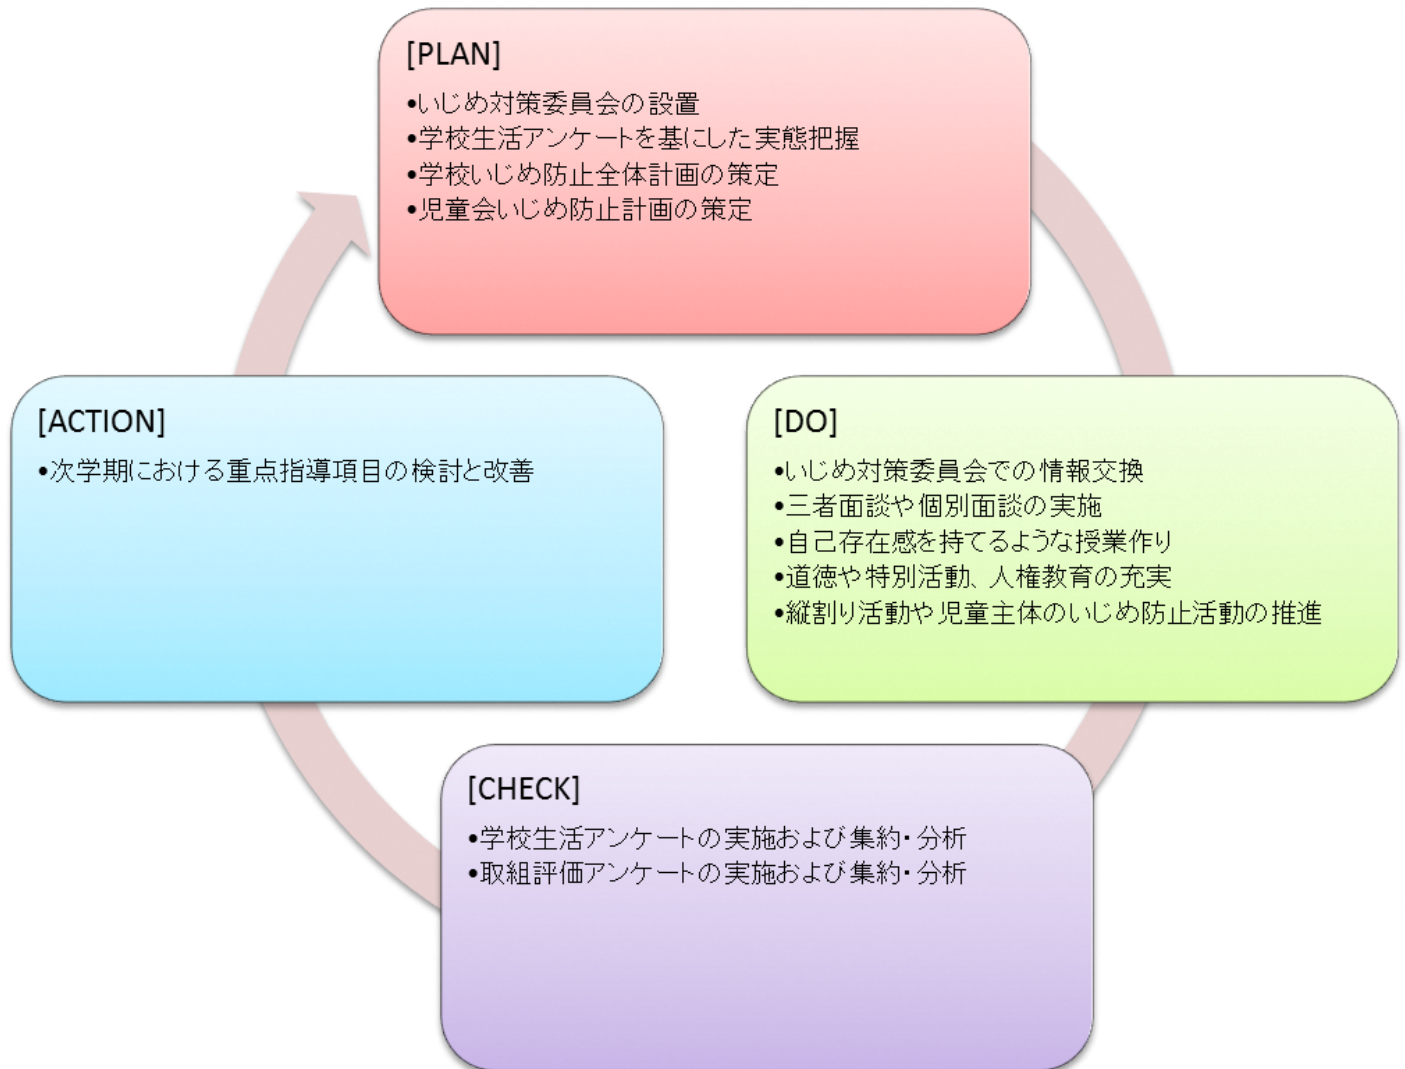 [PLAN]
•いじめ対策委員会の設置
•学校生活アンケートを基にした実態把握
•学校いじめ防止全体計画の策定
•児童会いじめ防止計画の策定
[DO]
•いじめ対策委員会での情報交換
•三者面談や個別面談の実施
•自己存在感を持てるような授業作り
•道徳や特別活動、人権教育の充実
•縦割り活動や児童主体のいじめ防止活動の推進
[CHECK]
•学校生活アンケートの実施および集約・分析
•取組評価アンケートの実施および集約・分析
[ACTION]
•次学期における重点指導項目の検討と改善